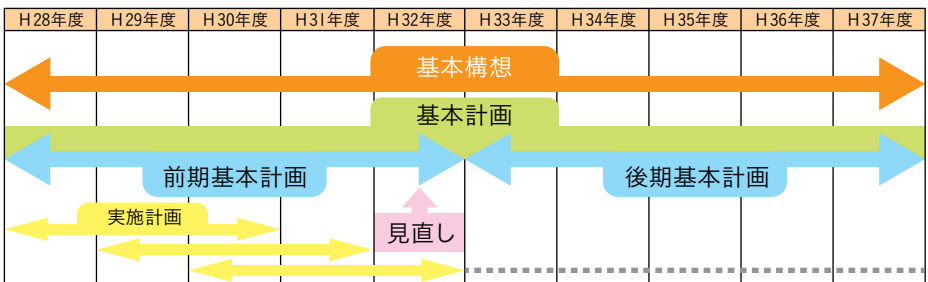 H28年度 H29年度 H30年度 H31年度 H32年度 H33年度 H34年度 H35年度 H36年度 H37年度
基本構想
基本計画
前期基本計画 後期基本計画
実施計画
見直し